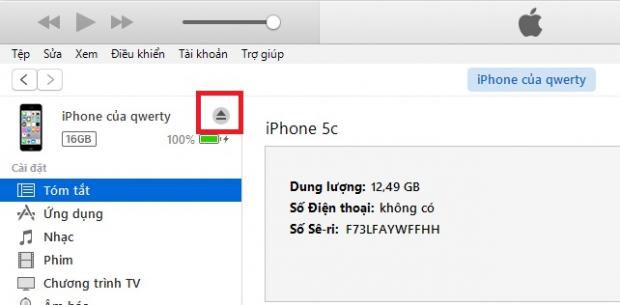 Tệp Sửa Xem Điều khiển Tài khoản Trợ giúp
iPhone của qwerty
iPhone của qwerty
16GB 100%
Cài đặt
Tóm tắt
Ứng dụng
Nhạc
Phim
Chương trình TV
Âm báo
iPhone 5c
Dung lượng: 12,49 GB
Số Điện thoại: không có
Số Sê-ri: F73LFAYWFFHH